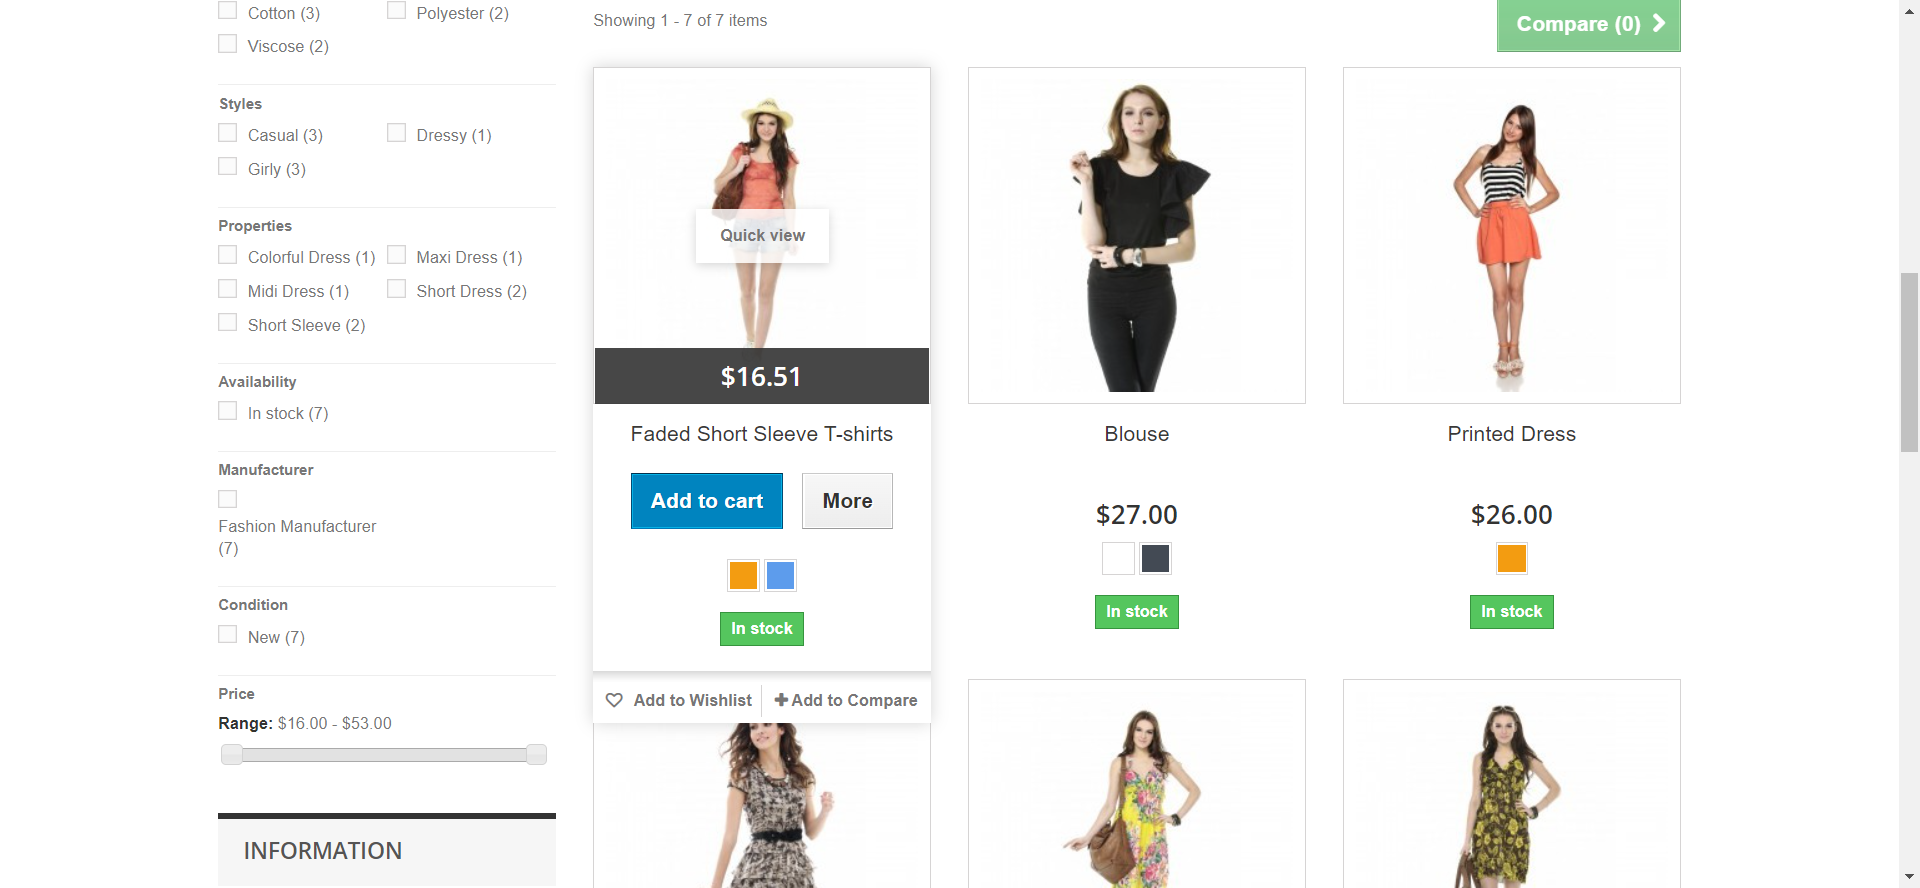 Cotton (3)
Polyester (2)
Viscose (2)
Styles
Casual (3)
Dressy (1)
Girly (3)
Properties
Colorful Dress (1)
Maxi Dress (1)
Midi Dress (1)
Short Dress (2)
Short Sleeve (2)
Availability
In stock (7)
Manufacturer
Fashion Manufacturer
(7)
Condition
New (7)
Price
Range: $16.00 - $53.00
INFORMATION
Showing 1 - 7 of 7 items
Compare (0)
Quick view
$16.51
Faded Short Sleeve T-shirts
Add to cart
More
In stock
Add to Wishlist
Add to Compare
Blouse
$27.00
In stock
Printed Dress
$26.00
In stock